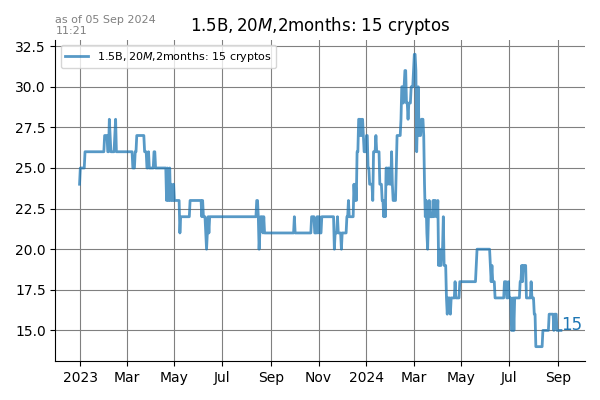 as of 05 Sep 2024
11:21
1.5B, 20M,2months: 15 cryptos
1.5B, 20M,2months: 15 cryptos
32.5
30.0
27.5
25.0
22.5
20.0
17.5
15.0
15
2023 Mar May Jul Sep Nov 2024 Mar May Jul Sep